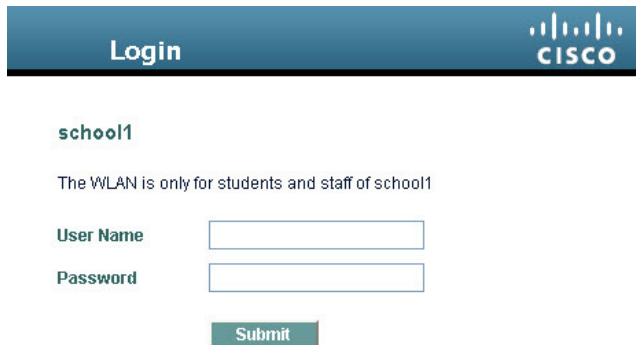 Login
CISCO
school1
The WLAN is only for students and staff of school1
User Name
Password
Submit